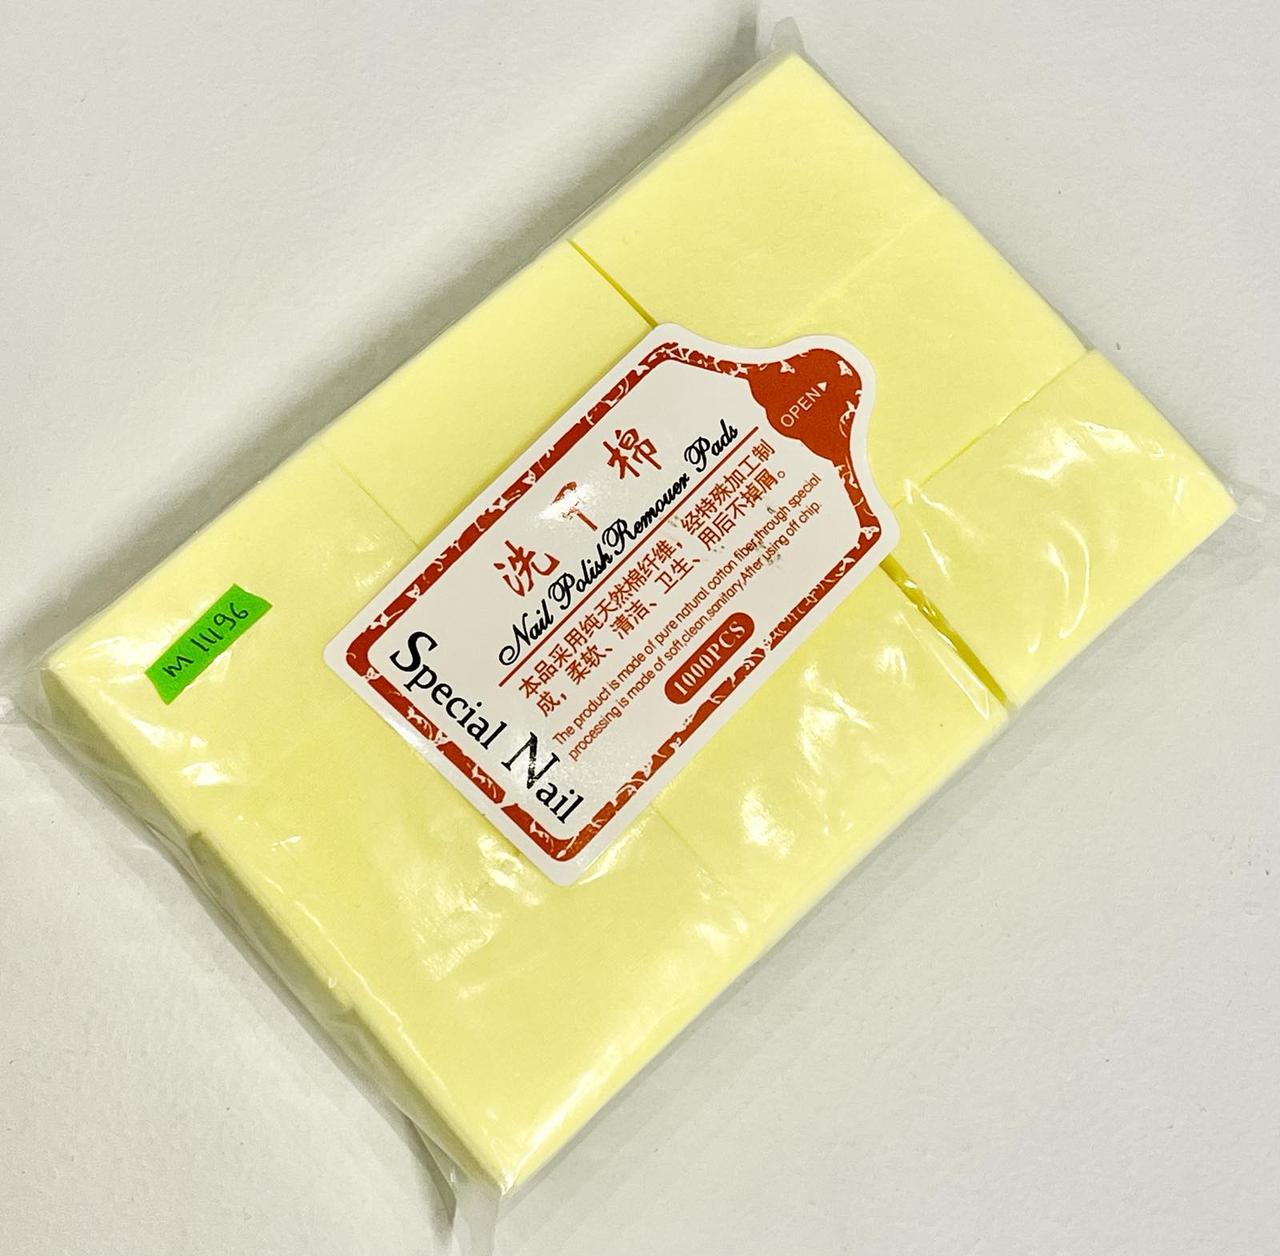 OPEN▶
洗甲棉
Nail Polish Remover Pads
本品采用纯天然棉纤维，经特殊加工制
成，柔软、清洁、卫生、用后不掉屑。
The product is made of pure natural cotton fiber,through special
processing is made of soft,clean,sanitary.After using off chip.
1000PCS
Special Nail